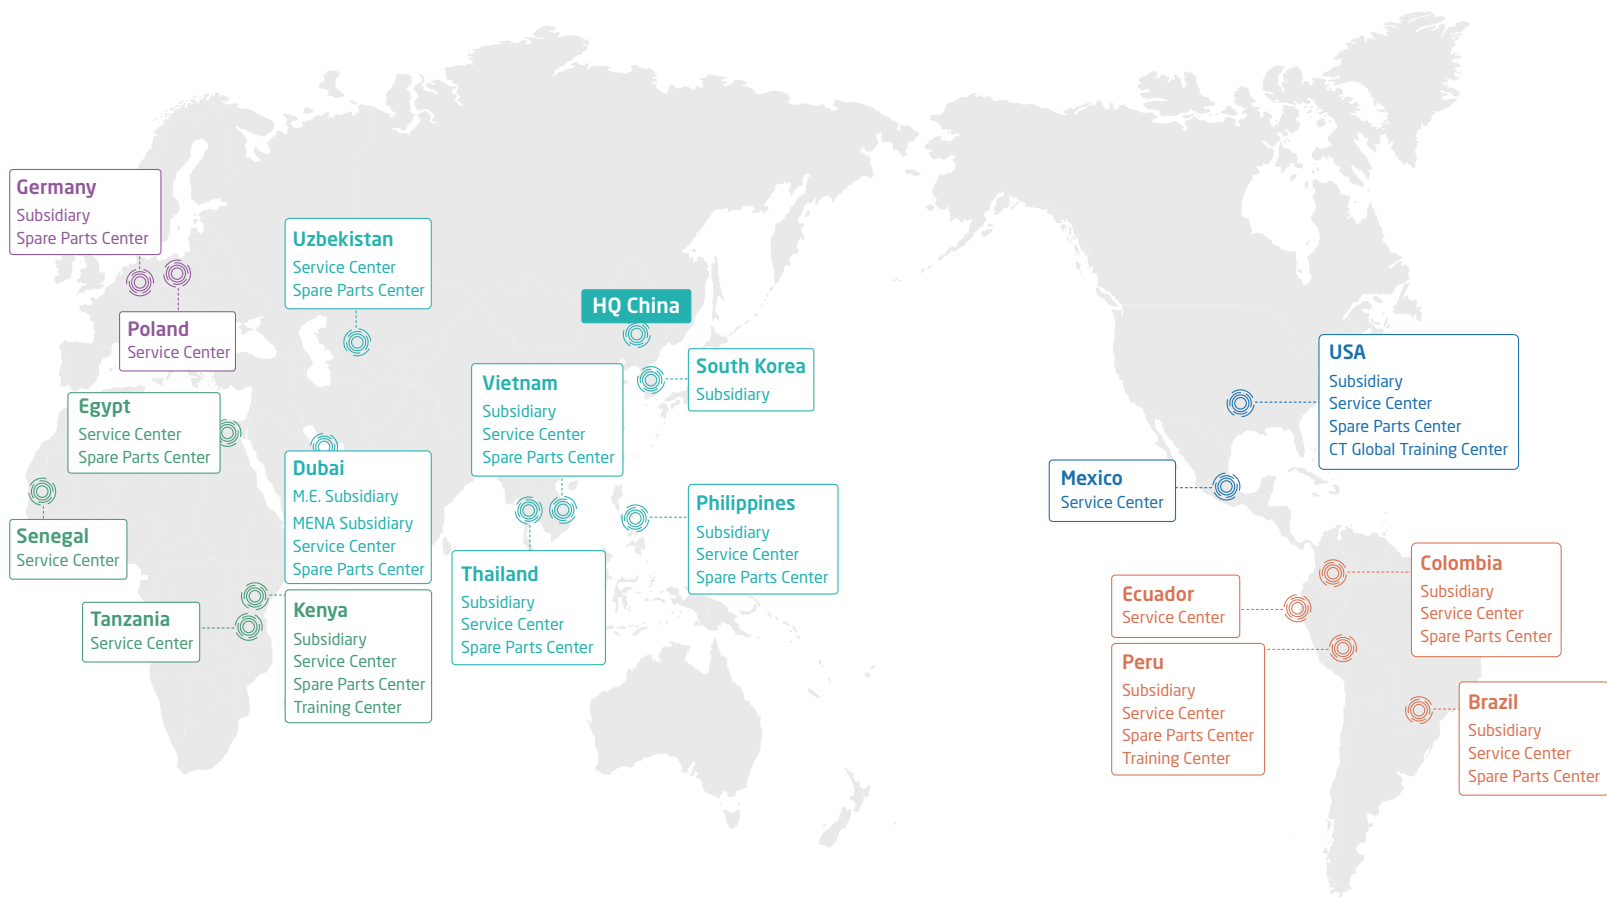 Germany
Subsidiary
Spare Parts Center
Poland
Service Center
Uzbekistan
Service Center
Spare Parts Center
HQ China
South Korea
Subsidiary
Vietnam
Subsidiary
Service Center
Spare Parts Center
Egypt
Service Center
Spare Parts Center
Dubai
M.E. Subsidiary
MENA Subsidiary
Service Center
Spare Parts Center
Senegal
Service Center
Philippines
Subsidiary
Service Center
Spare Parts Center
Thailand
Subsidiary
Service Center
Spare Parts Center
Tanzania
Service Center
Kenya
Subsidiary
Service Center
Spare Parts Center
Training Center
USA
Subsidiary
Service Center
Spare Parts Center
CT Global Training Center
Mexico
Service Center
Colombia
Subsidiary
Service Center
Spare Parts Center
Ecuador
Service Center
Peru
Subsidiary
Service Center
Spare Parts Center
Training Center
Brazil
Subsidiary
Service Center
Spare Parts Center